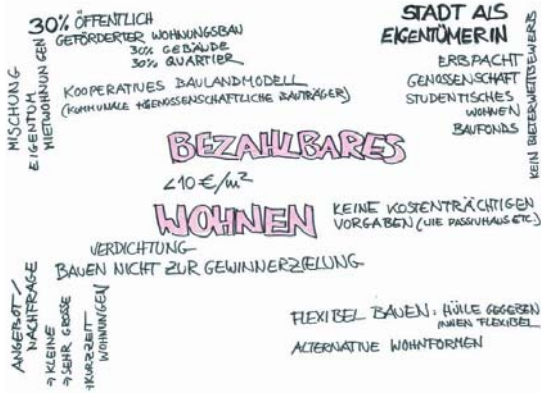 30% ÖFFENTLICH
GEFÖRDERTER WOHNUNGSBAU
30% GEBÄUDE
30% QUARTIER
KOOPERATIVES BAULANDMODELL
(KOMMUNALE +GENOSSENSCHAFTLICHE BAUTRÄGER)
MISCHUNG
EIGENTUM
MIETWOHNUNGEN
STADT ALS
EIGENTÜMERIN
ERBPACHT
GENOSSENSCHAFT
STUDENTISCHES
WOHNEN
BAUFONDS
KEIN BIETERWETTBEWERB
BEZAHLBARES
<10 €/m²
WOHNEN
KEINE KOSTENTRÄCHTIGEN
VORGABEN (WIE PASSIVHAUS ETC.)
VERDICHTUNG
BAUEN NICHT ZUR GEWINNERZIELUNG
ANGEBOT/
NACHFRAGE
→ KLEINE
→ SEHR GROSSE
→ KURZZEIT
WOHNUNGEN
FLEXIBEL BAUEN: HÜLLE GEGEBEN
INNEN FLEXIBEL
ALTERNATIVE WOHNFORMEN